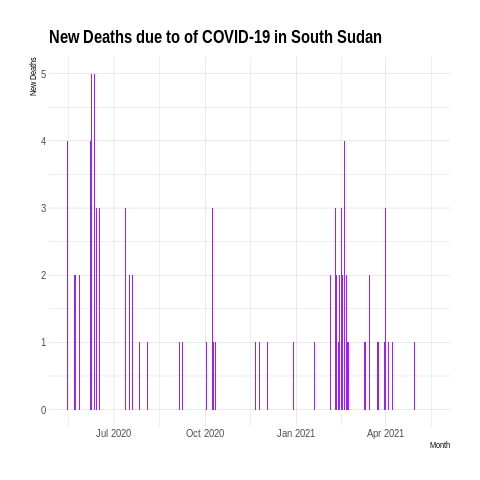 New Deaths due to of COVID-19 in South Sudan
New Deaths
5
4
3
2
1
0
Jul 2020 Oct 2020 Jan 2021 Apr 2021
Month